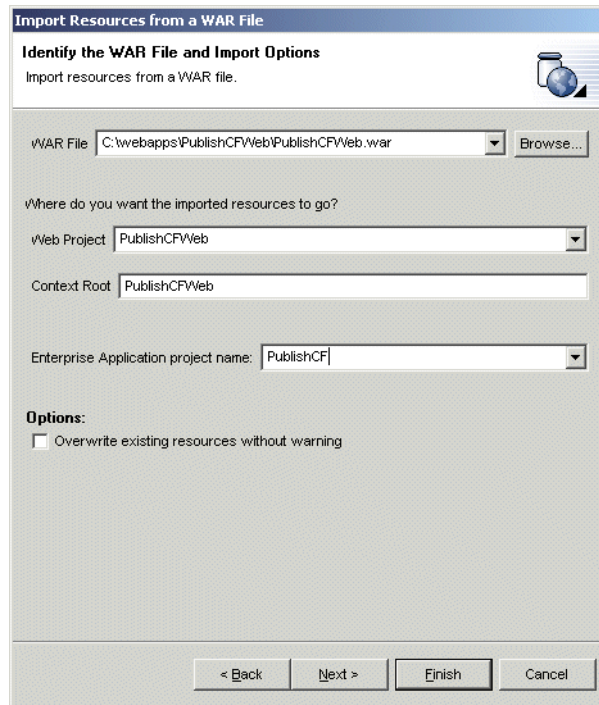 Import Resources from a WAR File
Identify the WAR File and Import Options
Import resources from a WAR file.
WAR File C:\webapps\PublishCFWeb\PublishCFWeb.war Browse...
Where do you want the imported resources to go?
Web Project PublishCFWeb
Context Root PublishCFWeb
Enterprise Application project name: PublishCF
Options:
Overwrite existing resources without warning
< Back Next > Finish Cancel